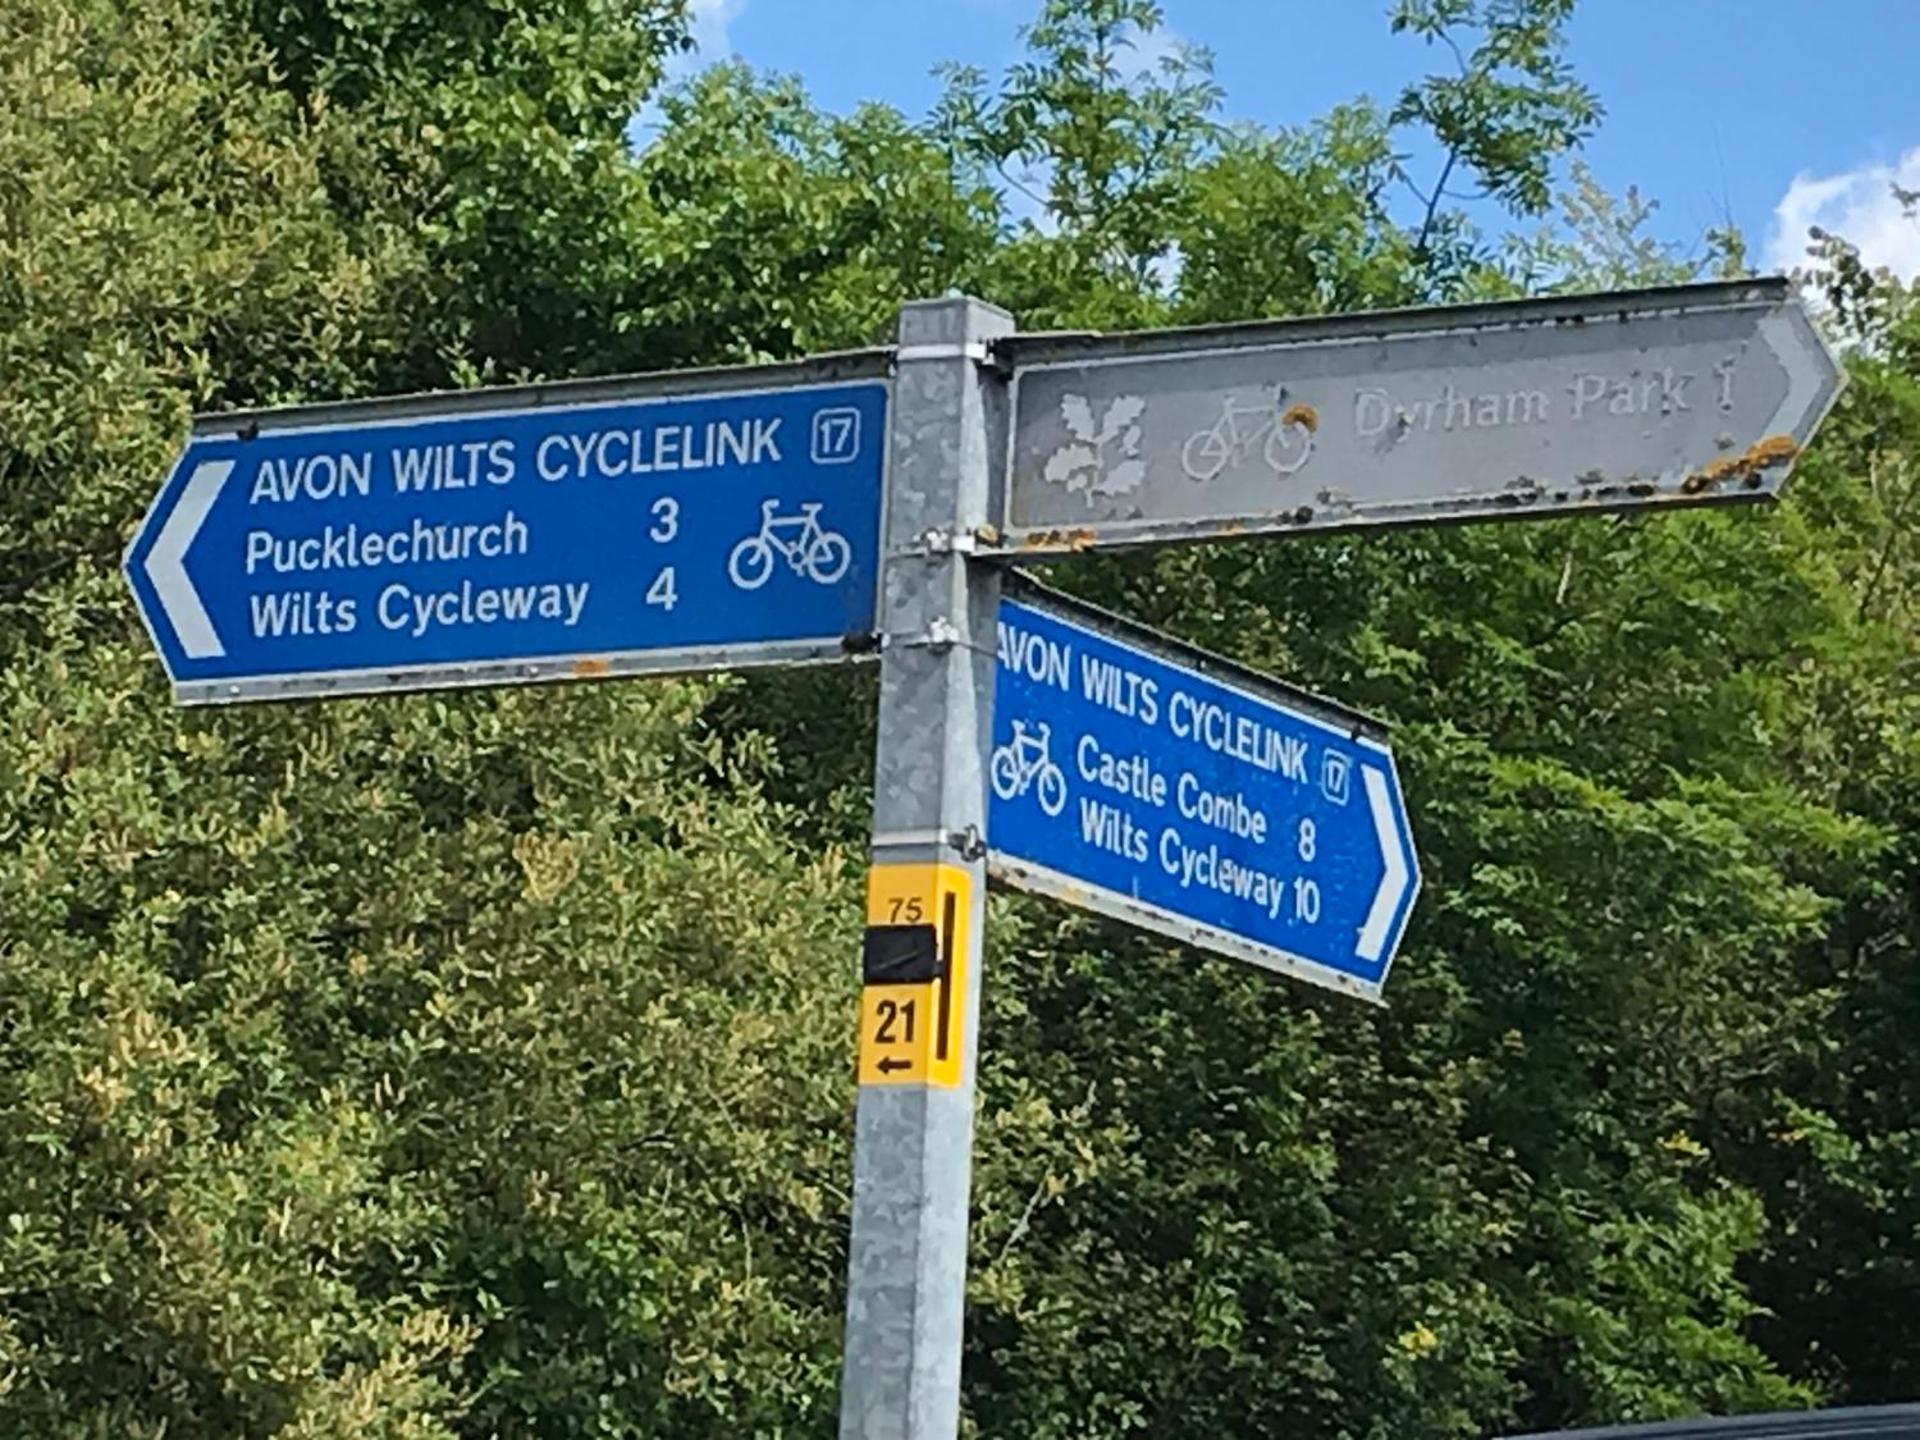 AVON WILTS CYCLELINK 17
Pucklechurch 3
Wilts Cycleway 4
Dyrham Park 1
AVON WILTS CYCLELINK 17
Castle Combe 8
Wilts Cycleway 10
75
21
←